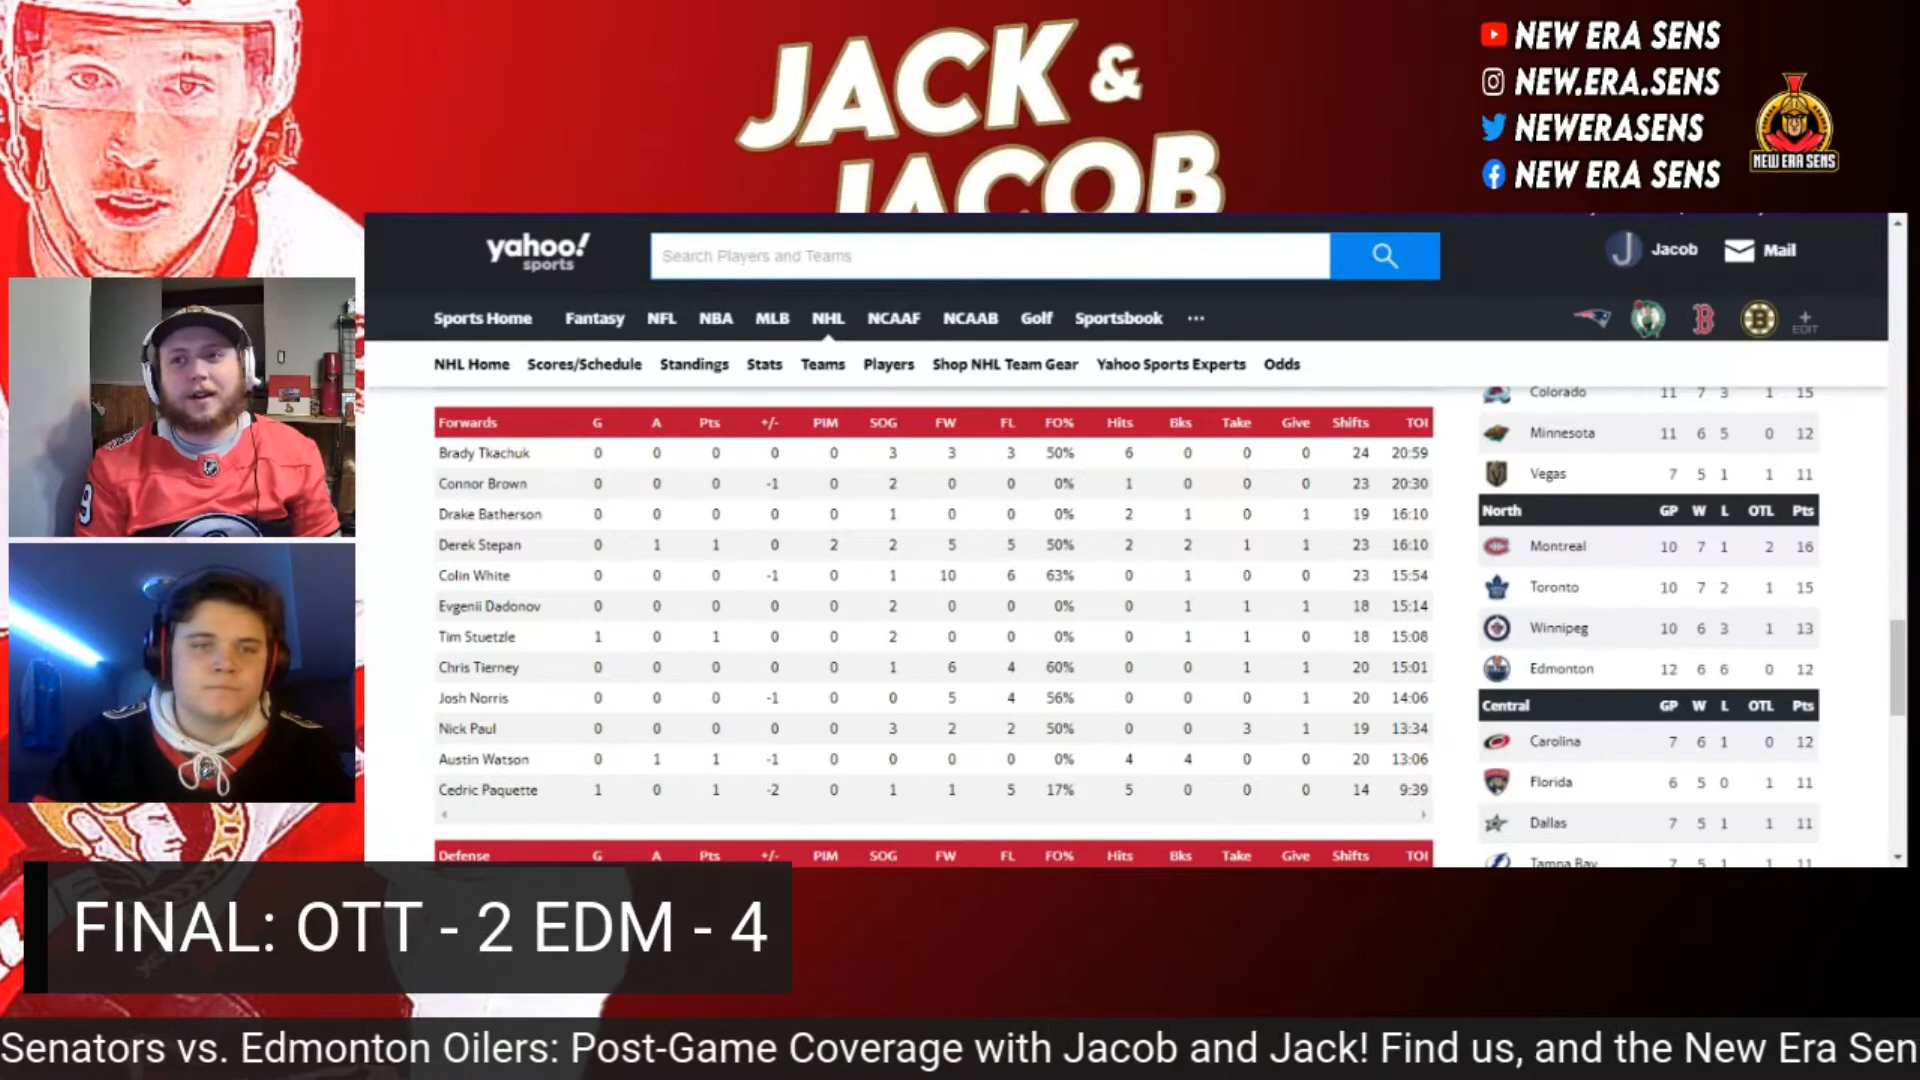 JACK &
JACOB
NEW ERA SENS
NEW.ERA.SENS
NEWERASENS
NEW ERA SENS
NEW ERA SENS
yahoo!
sports
Search Players and Teams
J Jacob Mail
Sports Home Fantasy NFL NBA MLB NHL NCAAF NCAAB Golf Sportsbook ...
B B + EDIT
NHL Home Scores/Schedule Standings Stats Teams Players Shop NHL Team Gear Yahoo Sports Experts Odds
Forwards G A Pts +/- PIM SOG FW FL FO% Hits Bks Take Give Shifts TOI
Brady Tkachuk 0 0 0 0 0 3 3 3 50% 6 0 0 0 24 20:59
Connor Brown 0 0 0 -1 0 2 0 0 0% 1 0 0 0 23 20:30
Drake Batherson 0 0 0 0 0 1 0 0 0% 2 1 0 1 19 16:10
Derek Stepan 0 1 1 0 2 2 5 5 50% 2 2 1 1 23 16:10
Colin White 0 0 0 -1 0 1 10 6 63% 0 1 0 0 23 15:54
Evgenii Dadonov 0 0 0 0 0 2 0 0 0% 0 1 1 1 18 15:14
Tim Stuetzle 1 0 1 0 0 2 0 0 0% 0 1 1 0 18 15:08
Chris Tierney 0 0 0 0 0 1 6 4 60% 0 0 1 1 20 15:01
Josh Norris 0 0 0 -1 0 0 5 4 56% 0 0 0 1 20 14:06
Nick Paul 0 0 0 0 0 3 2 2 50% 0 0 3 1 19 13:34
Austin Watson 0 1 1 -1 0 0 0 0 0% 4 4 0 0 20 13:06
Cedric Paquette 1 0 1 -2 0 1 1 5 17% 5 0 0 0 14 9:39
Defense G A Pts +/- PIM SOG FW FL FO% Hits Bks Take Give Shifts TOI
Colorado 11 7 3 1 15
Minnesota 11 6 5 0 12
Vegas 7 5 1 1 11
North GP W L OTL Pts
Montreal 10 7 1 2 16
Toronto 10 7 2 1 15
Winnipeg 10 6 3 1 13
Edmonton 12 6 6 0 12
Central GP W L OTL Pts
Carolina 7 6 1 0 12
Florida 6 5 0 1 11
Dallas 7 5 1 1 11
Tampa Bay 7 5 1 1 11
9
FINAL: OTT - 2 EDM - 4
Senators vs. Edmonton Oilers: Post-Game Coverage with Jacob and Jack! Find us, and the New Era Sen